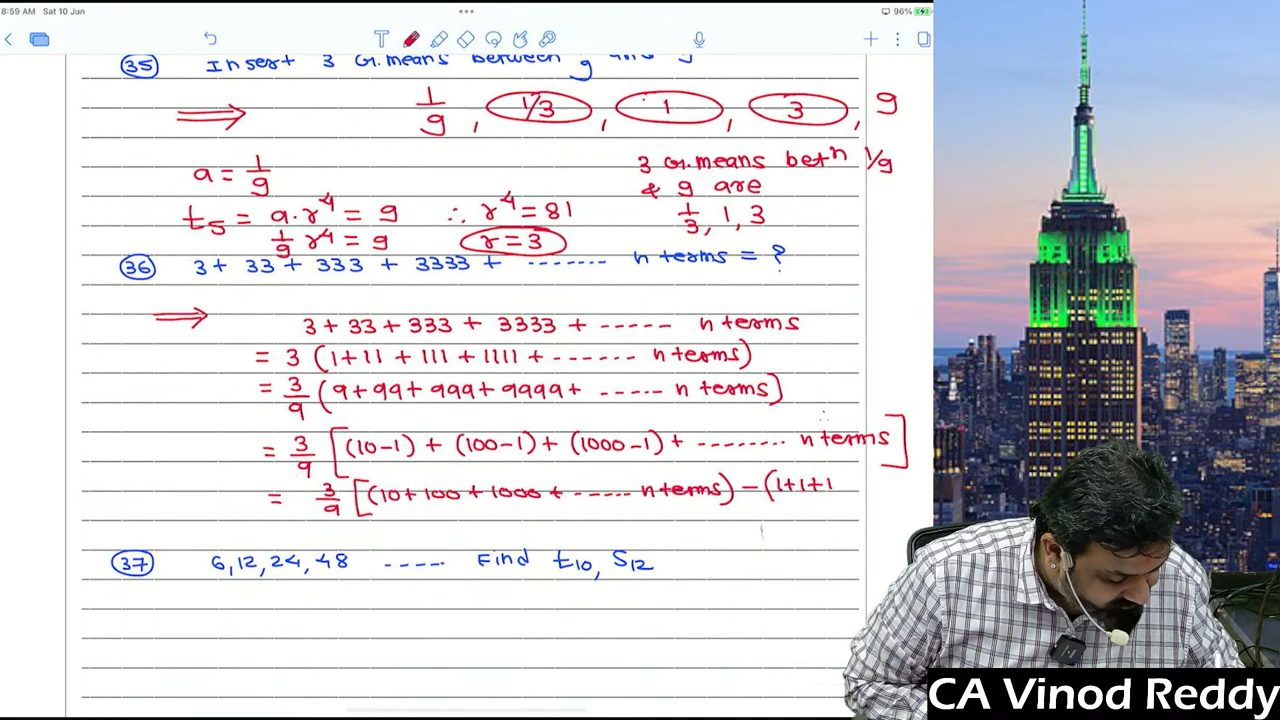 8:59 AM Sat 10 Jun
96%
T
35 Insert 3 G.means between
1/9, 1/3, 1, 3, 9
a = 1/9
3 G.means betⁿ 1/9
& 9 are
1/3, 1, 3
t5 = a.r⁴ = 9 ∴ r⁴ = 81
1/9 r⁴ = 9 r = 3
36 3 + 33 + 333 + 3333 + ....... n terms = ?
⇒ 3 + 33 + 333 + 3333 + ----- n terms
= 3 (1 + 11 + 111 + 1111 + ------- n terms)
= 3/9 (9 + 99 + 999 + 9999 + ------ n terms)
= 3/9 [(10-1) + (100-1) + (1000-1) + -------- n terms]
= 3/9 [(10 + 100 + 1000 + ------ n terms) - (1+1+1
37 6, 12, 24, 48 ----- Find t10, S12
CA Vinod Reddy